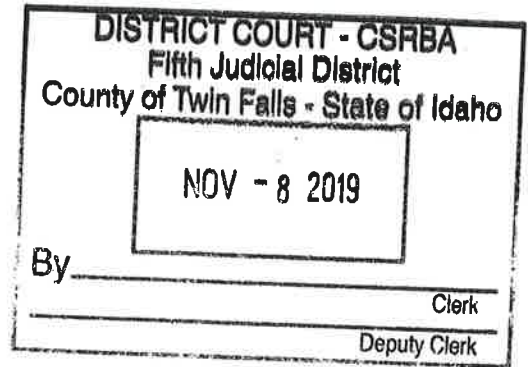 DISTRICT COURT - CSRBA
Fifth Judicial District
County of Twin Falls - State of Idaho
NOV - 8 2019
By
Clerk
Deputy Clerk